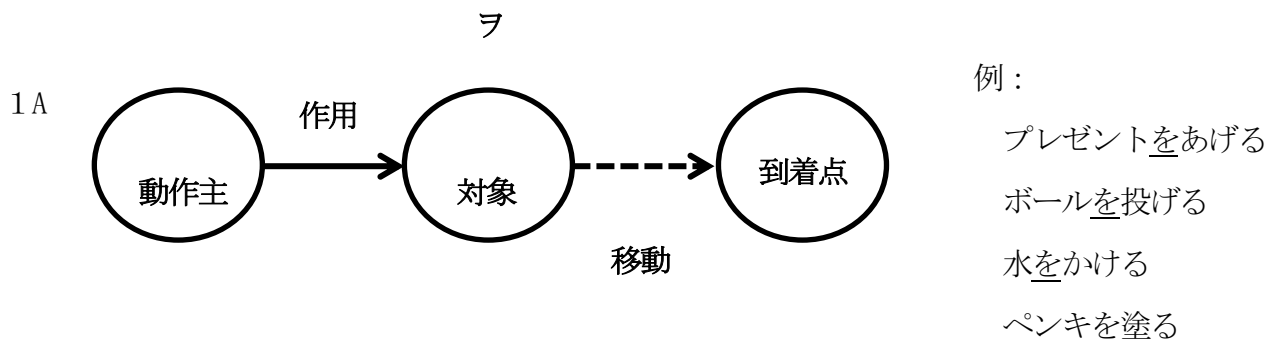 ヲ
1A
作用
動作主
対象
到着点
移動
例：
プレゼントをあげる
ボールを投げる
水をかける
ペンキを塗る